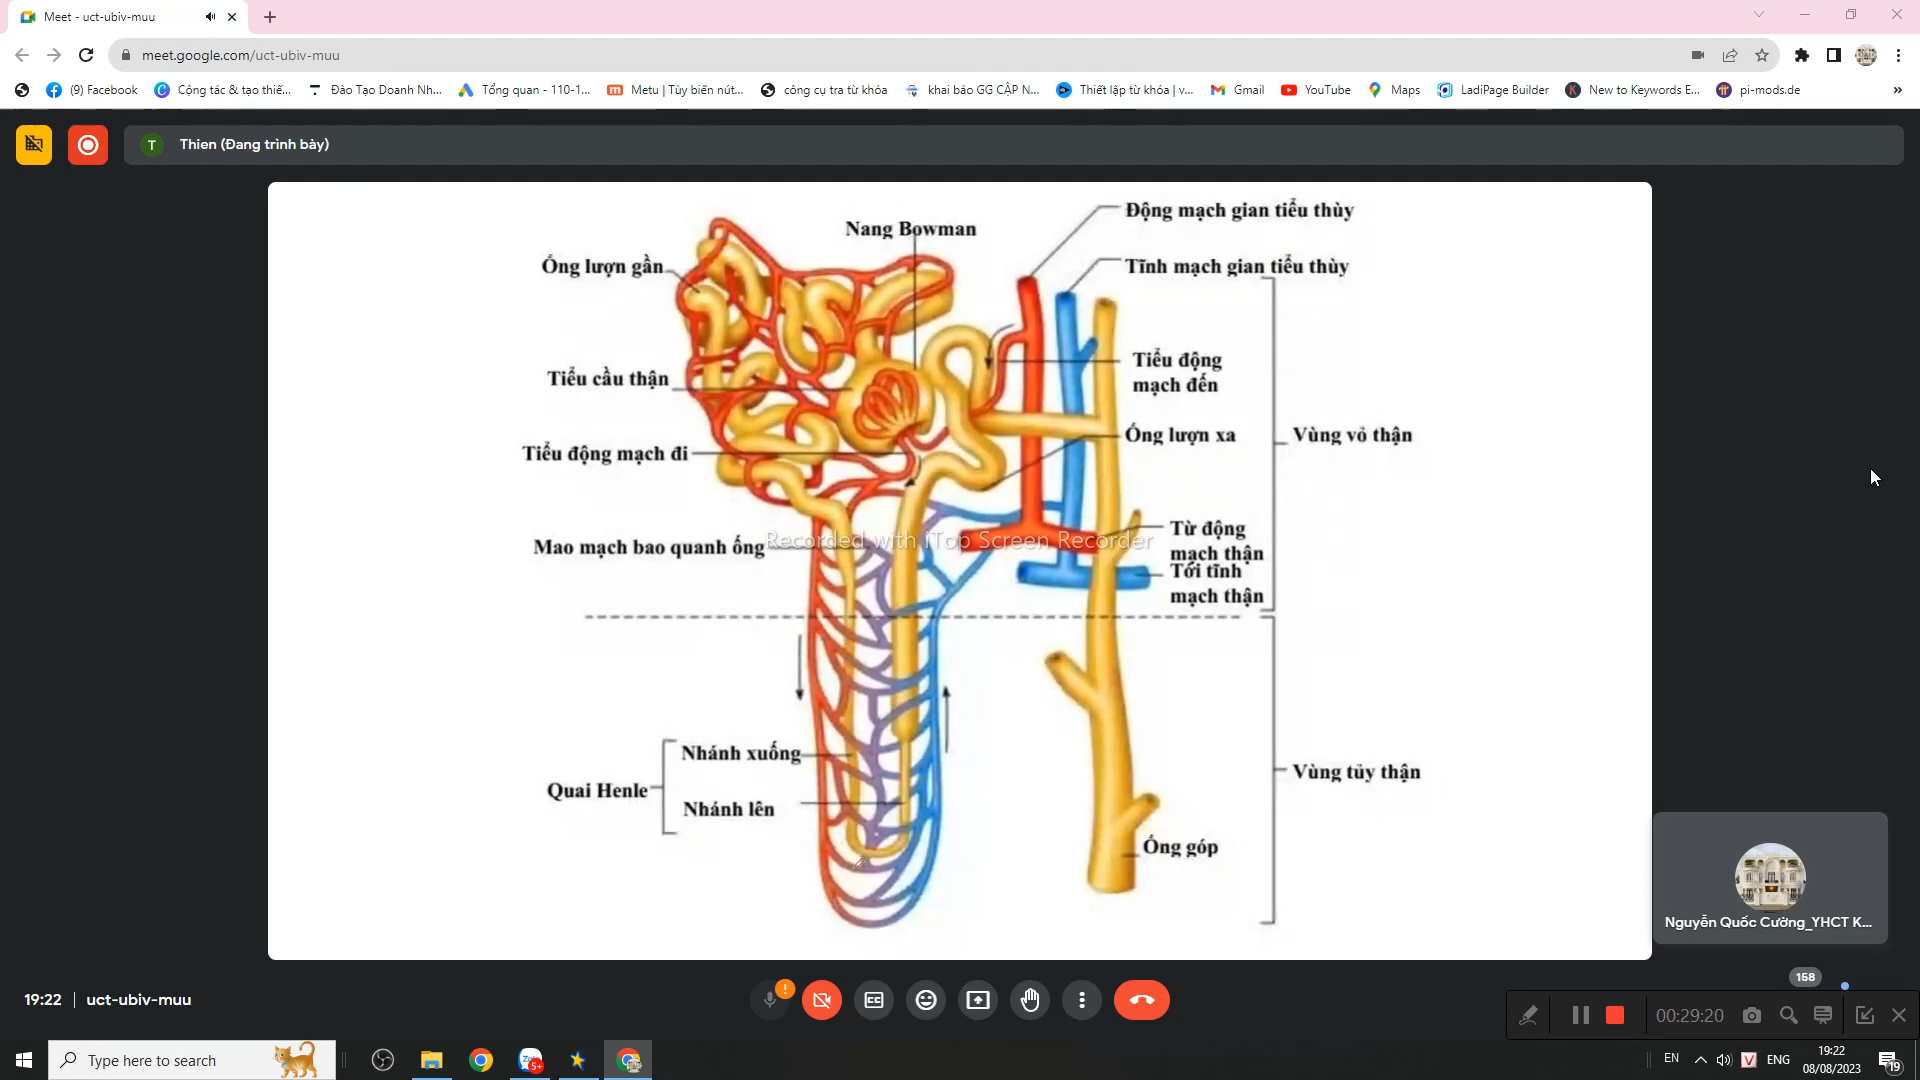 Meet - uct-ubiv-muu
meet.google.com/uct-ubiv-muu
(9) Facebook
Cộng tác & tạo thiế...
Đào Tạo Doanh Nh...
Tổng quan - 110-1...
Metu | Tùy biến nút...
công cụ tra từ khóa
khai báo GG CẬP N...
Thiết lập từ khóa | v...
Gmail
YouTube
Maps
LadiPage Builder
New to Keywords E...
pi-mods.de
»
T
Thien (Đang trình bày)
Động mạch gian tiểu thùy
Nang Bowman
Ống lượn gần
Tĩnh mạch gian tiểu thùy
Tiểu động
mạch đến
Tiểu cầu thận
Ống lượn xa
Vùng vỏ thận
Tiểu động mạch đi
Từ động
mạch thận
Mao mạch bao quanh ống
Recorded with iTop Screen Recorder
Tới tĩnh
mạch thận
Nhánh xuống
Quai Henle
Nhánh lên
Vùng tủy thận
Ống góp
Nguyễn Quốc Cường_YHCT K...
158
19:22 | uct-ubiv-muu
00:29:20
Type here to search
5+
EN
ENG
19:22
08/08/2023
19